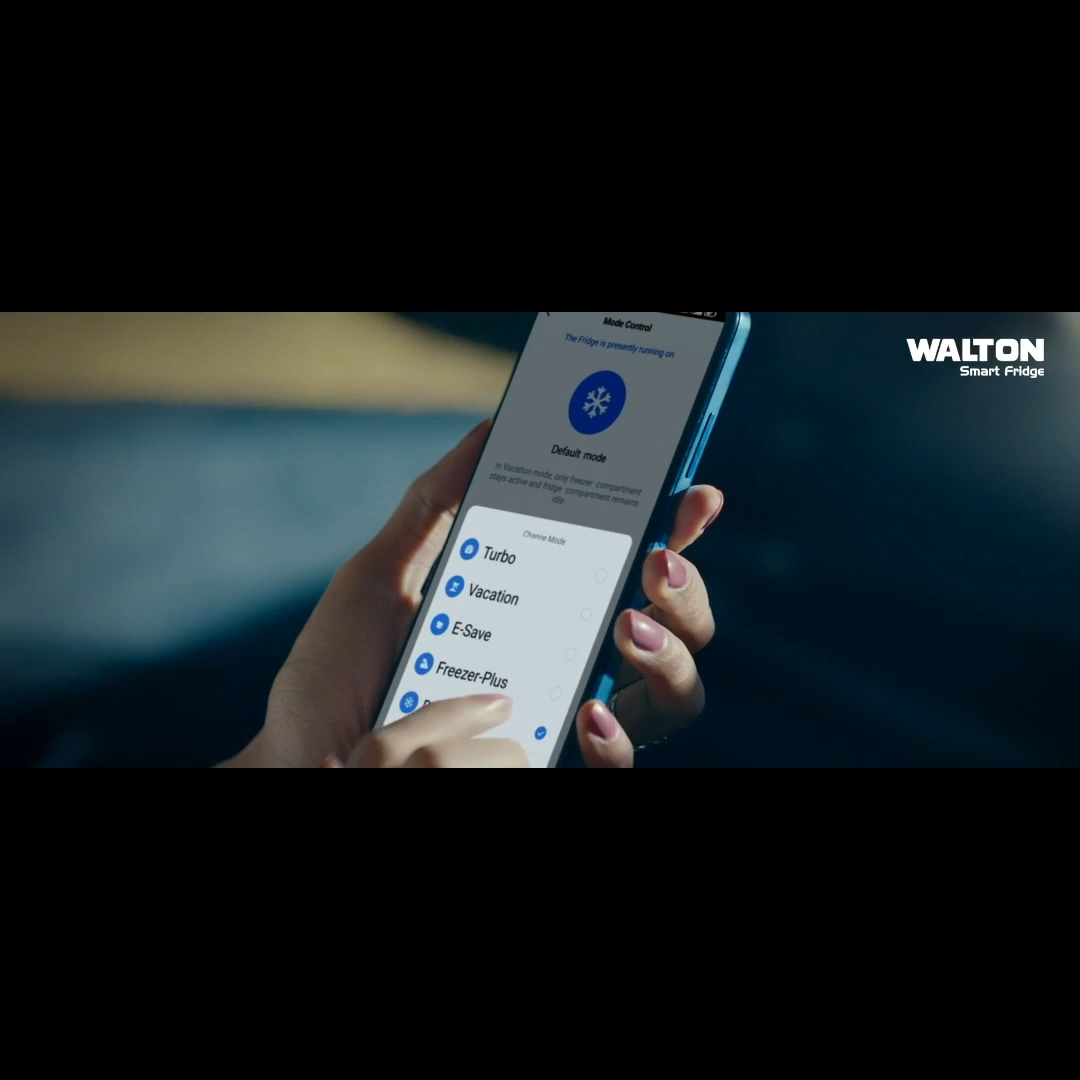 WALTON
Smart Fridge
Mode Control
The Fridge is presently running on
Default mode
In Vacation mode, only freezer compartment
stays active and fridge compartment remains
idle.
Change Mode
Turbo
Vacation
E-Save
Freezer-Plus